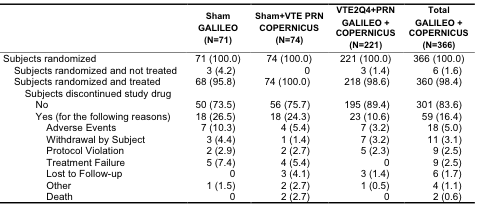 Sham GALILEO (N=71) Sham+VTE PRN COPERNICUS (N=74) VTE2Q4+PRN GALILEO + COPERNICUS (N=221) Total GALILEO + COPERNICUS (N=366)
Subjects randomized 71 (100.0) 74 (100.0) 221 (100.0) 366 (100.0)
Subjects randomized and not treated 3 (4.2) 0 3 (1.4) 6 (1.6)
Subjects randomized and treated 68 (95.8) 74 (100.0) 218 (98.6) 360 (98.4)
Subjects discontinued study drug
No 50 (73.5) 56 (75.7) 195 (89.4) 301 (83.6)
Yes (for the following reasons) 18 (26.5) 18 (24.3) 23 (10.6) 59 (16.4)
Adverse Events 7 (10.3) 4 (5.4) 7 (3.2) 18 (5.0)
Withdrawal by Subject 3 (4.4) 1 (1.4) 7 (3.2) 11 (3.1)
Protocol Violation 2 (2.9) 2 (2.7) 5 (2.3) 9 (2.5)
Treatment Failure 5 (7.4) 4 (5.4) 0 9 (2.5)
Lost to Follow-up 0 3 (4.1) 3 (1.4) 6 (1.7)
Other 1 (1.5) 2 (2.7) 1 (0.5) 4 (1.1)
Death 0 2 (2.7) 0 2 (0.6)